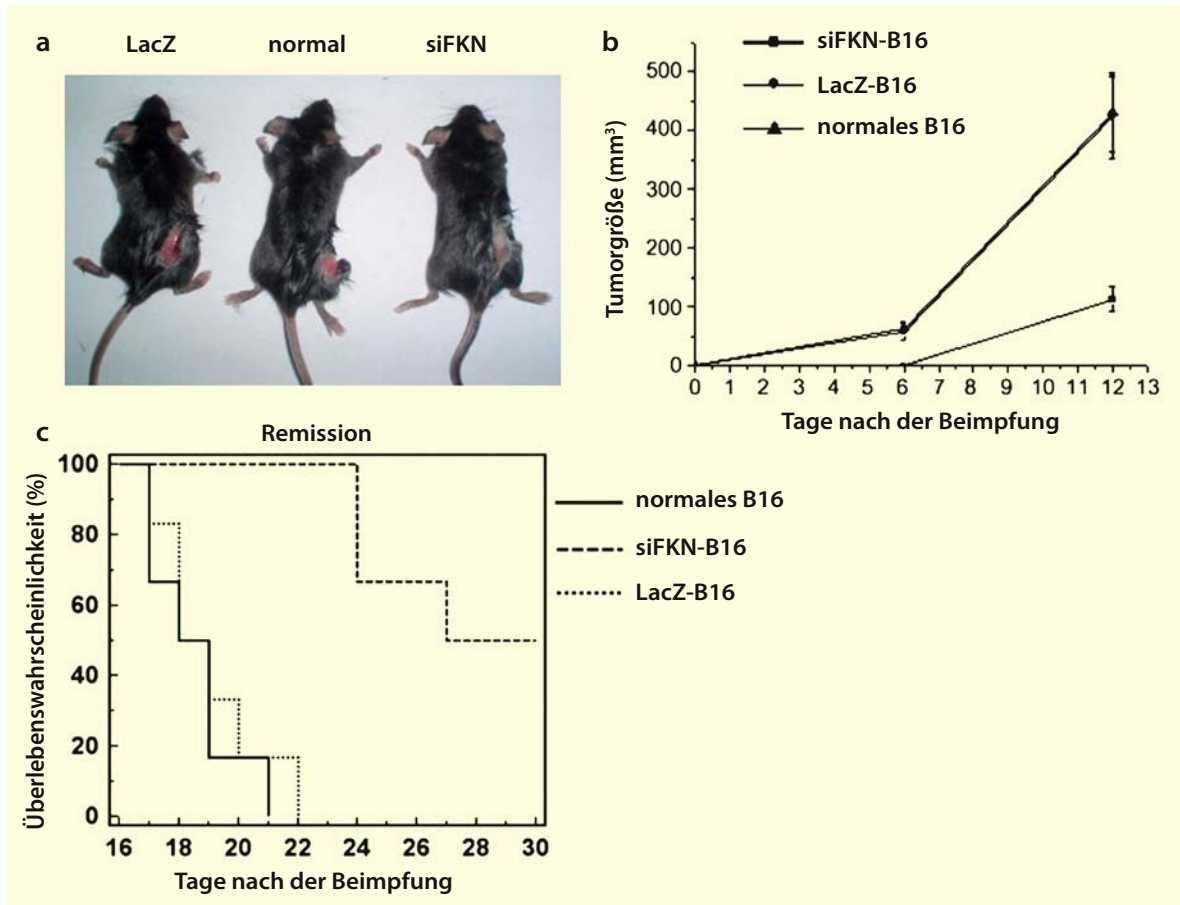 a
LacZ normal siFKN
b
siFKN-B16
LacZ-B16
normales B16
Tumorgröße (mm³)
500
400
300
200
100
0
0 1 2 3 4 5 6 7 8 9 10 11 12 13
Tage nach der Beimpfung
c
Remission
Überlebenswahrscheinlichkeit (%)
100
80
60
40
20
0
16 18 20 22 24 26 28 30
Tage nach der Beimpfung
normales B16
siFKN-B16
LacZ-B16